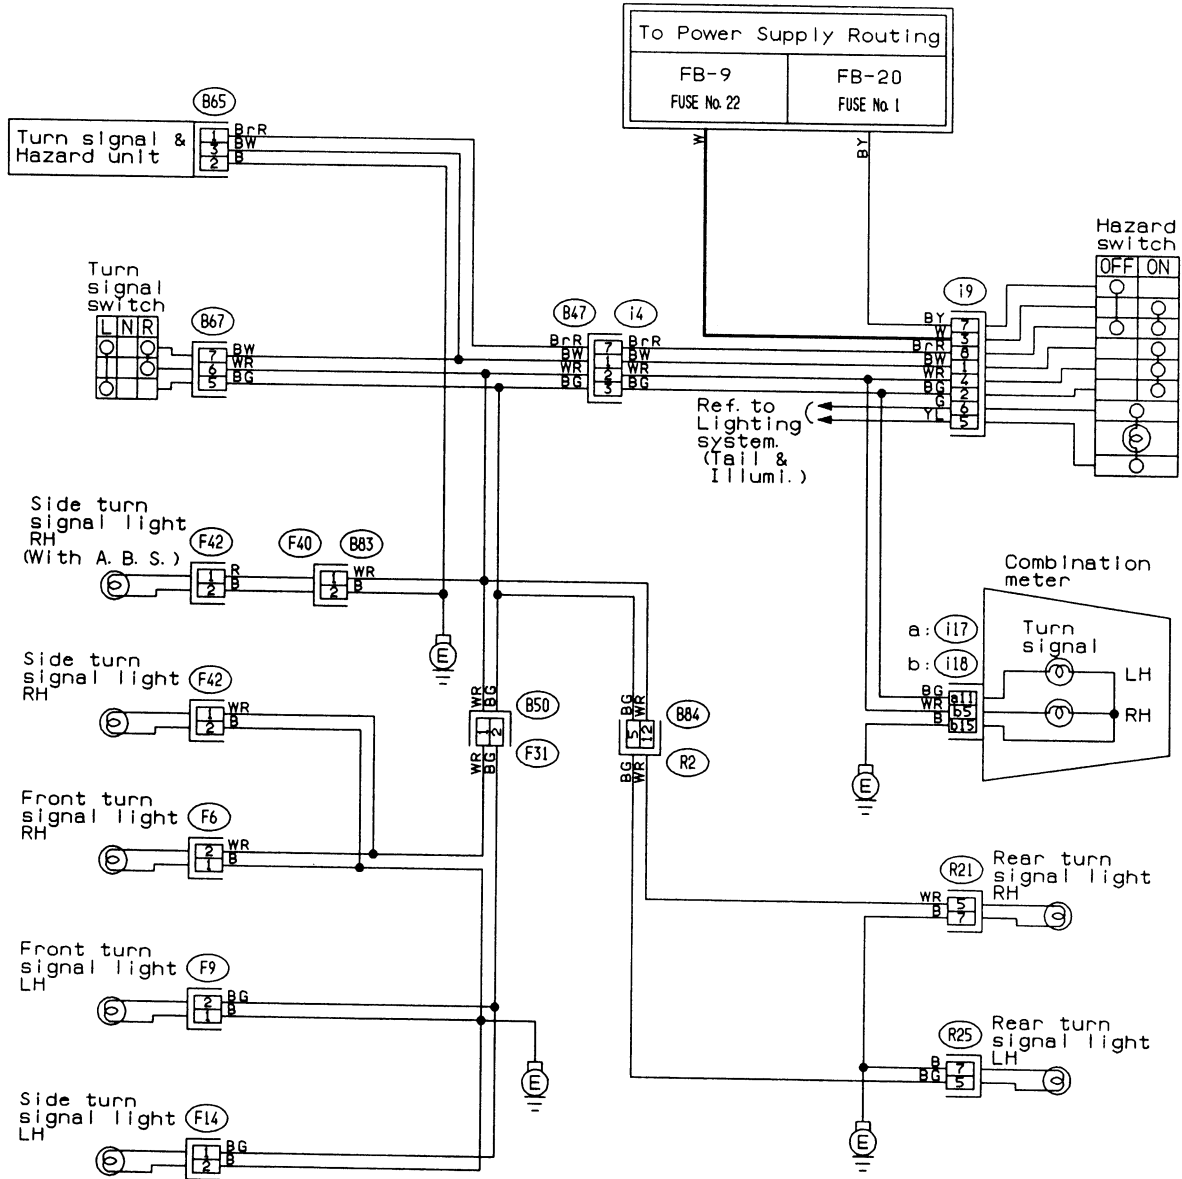 To Power Supply Routing
FB-9
FUSE No. 22
FB-20
FUSE No. 1
W
BY
B65
Turn signal &
Hazard unit
1
3
2
BrR
BW
B
Turn
signal
switch
L N R
B67
7
6
5
BW
WR
BG
B47
i4
BrR
BW
WR
BG
7
1
2
3
BrR
BW
WR
BG
i9
BY
W
BrR
BW
WR
BG
G
YL
7
3
8
1
4
2
6
5
Hazard
switch
OFF ON
Ref. to
Lighting
system.
(Tail &
Illumi.)
Side turn
signal light
RH
(With A. B. S.)
F42
1
2
R
B
F40
B83
1
2
WR
B
E
Side turn
signal light
RH
F42
1
2
WR
B
WR
BG
B50
1
2
F31
WR
BG
BG
WR
B84
5
12
R2
BG
WR
Combination
meter
a: i17
b: i18
Turn
signal
LH
RH
BG
WR
B
a11
b5
b15
E
Front turn
signal light
RH
F6
2
1
WR
B
Rear turn
signal light
RH
R21
WR
B
5
7
Front turn
signal light
LH
F9
2
1
BG
B
E
Rear turn
signal light
LH
R25
B
BG
7
5
E
Side turn
signal light
LH
F14
1
2
BG
B